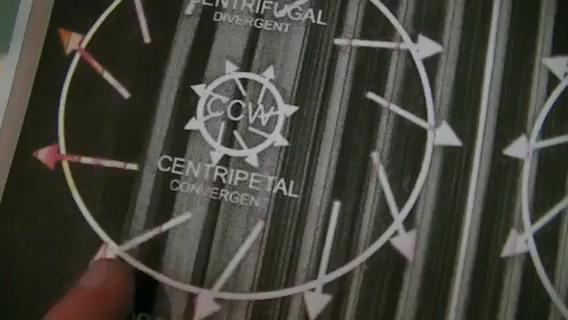 CENTRIFUGAL
DIVERGENT
CCW
CENTRIPETAL
CONVERGENT